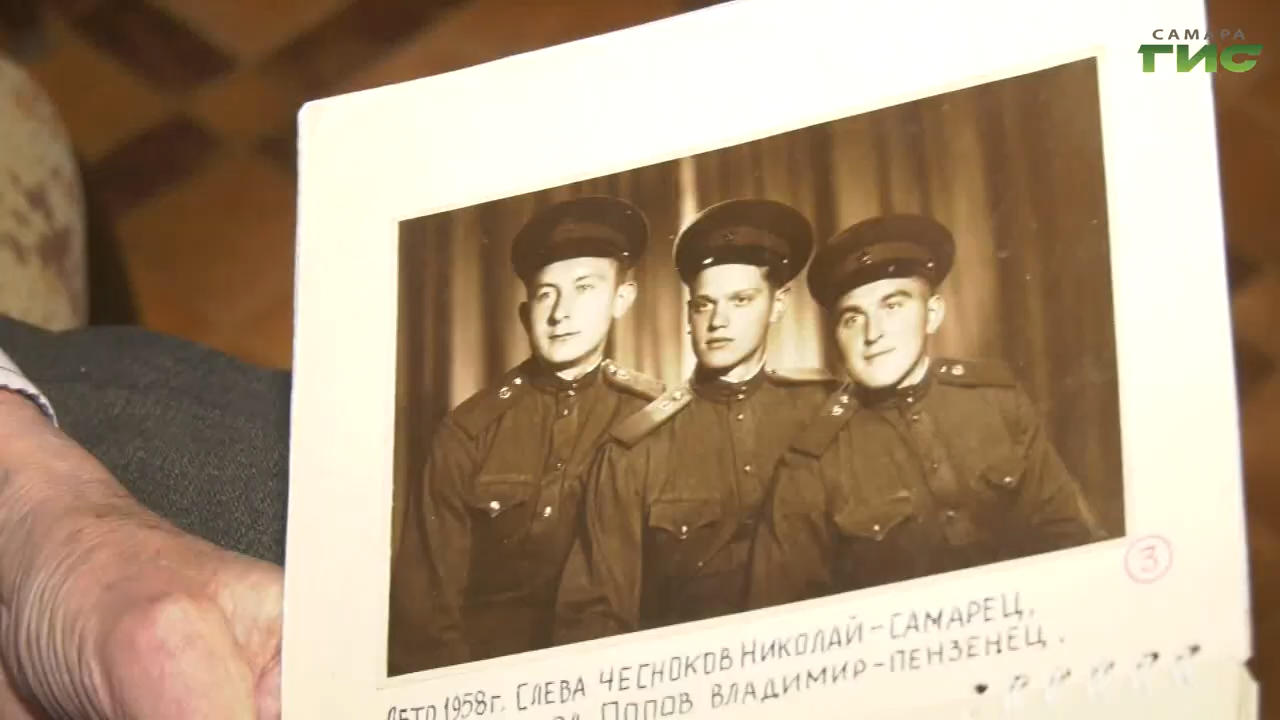 САМАРА
ГИС
3
ЛЕТО 1958г. СЛЕВА ЧЕСНОКОВ НИКОЛАЙ-САМАРЕЦ.
ПОПОВ ВЛАДИМИР-ПЕНЗЕНЕЦ.